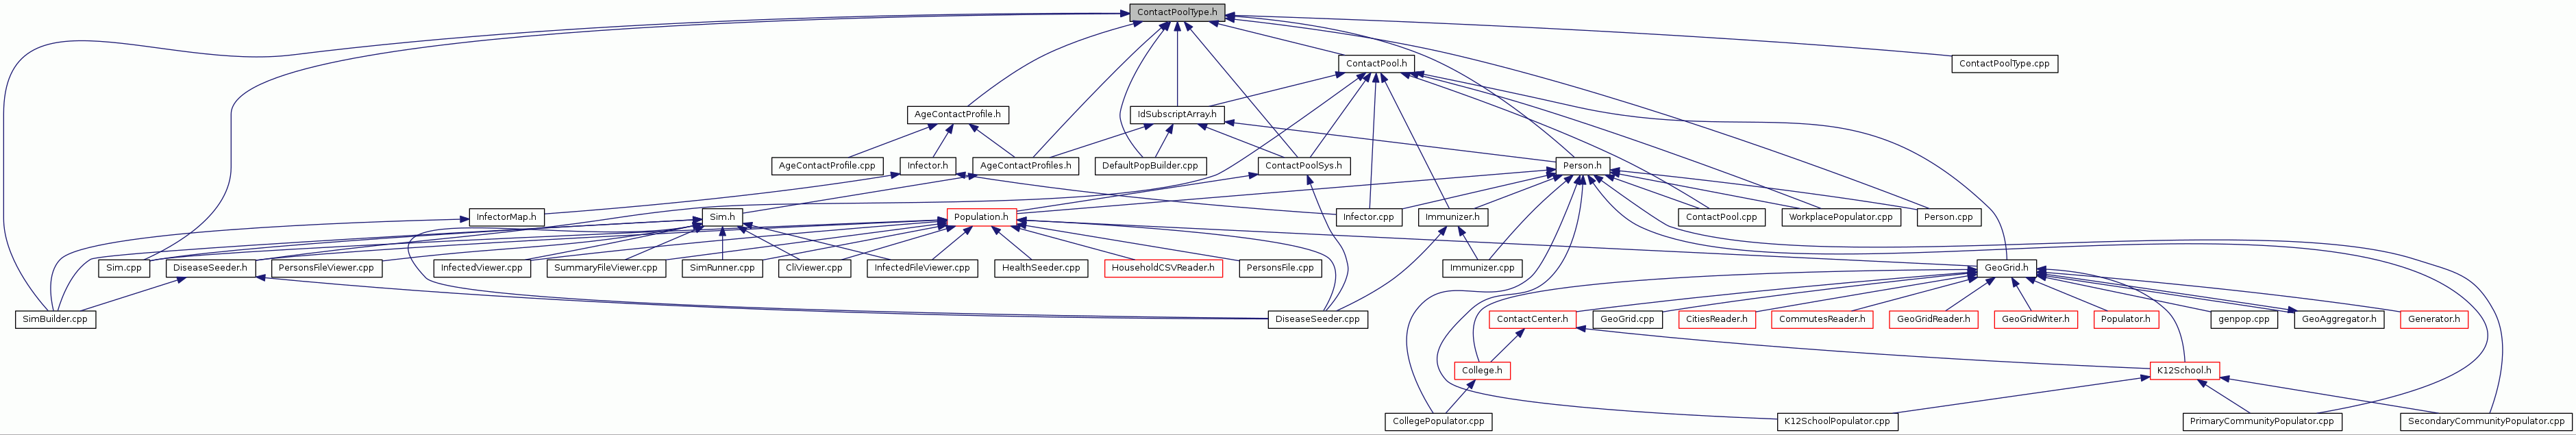 ContactPoolType.h
ContactPool.h
ContactPoolType.cpp
AgeContactProfile.h
IdSubscriptArray.h
AgeContactProfile.cpp
Infector.h
AgeContactProfiles.h
DefaultPopBuilder.cpp
ContactPoolSys.h
Person.h
InfectorMap.h
Sim.h
Population.h
Infector.cpp
Immunizer.h
ContactPool.cpp
WorkplacePopulator.cpp
Person.cpp
Sim.cpp
DiseaseSeeder.h
PersonsFileViewer.cpp
InfectedViewer.cpp
SummaryFileViewer.cpp
SimRunner.cpp
CliViewer.cpp
InfectedFileViewer.cpp
HealthSeeder.cpp
HouseholdCSVReader.h
PersonsFile.cpp
Immunizer.cpp
GeoGrid.h
SimBuilder.cpp
DiseaseSeeder.cpp
ContactCenter.h
GeoGrid.cpp
CitiesReader.h
CommutesReader.h
GeoGridReader.h
GeoGridWriter.h
Populator.h
genpop.cpp
GeoAggregator.h
Generator.h
College.h
K12School.h
CollegePopulator.cpp
K12SchoolPopulator.cpp
PrimaryCommunityPopulator.cpp
SecondaryCommunityPopulator.cpp